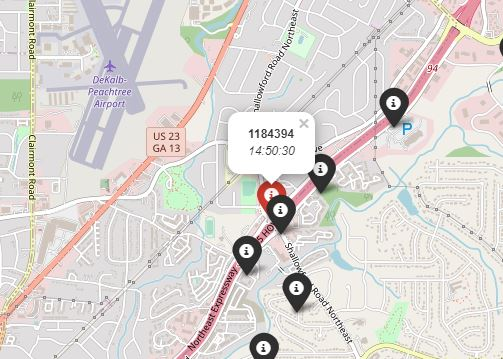 Clairmont Road
Shallowford Road Northeast
DeKalb-
Peachtree
Airport
94
P
US 23
GA 13
×
1184394
14:50:30
Clairmont Road
Northeast Expressway
Shallowford Road Northeast